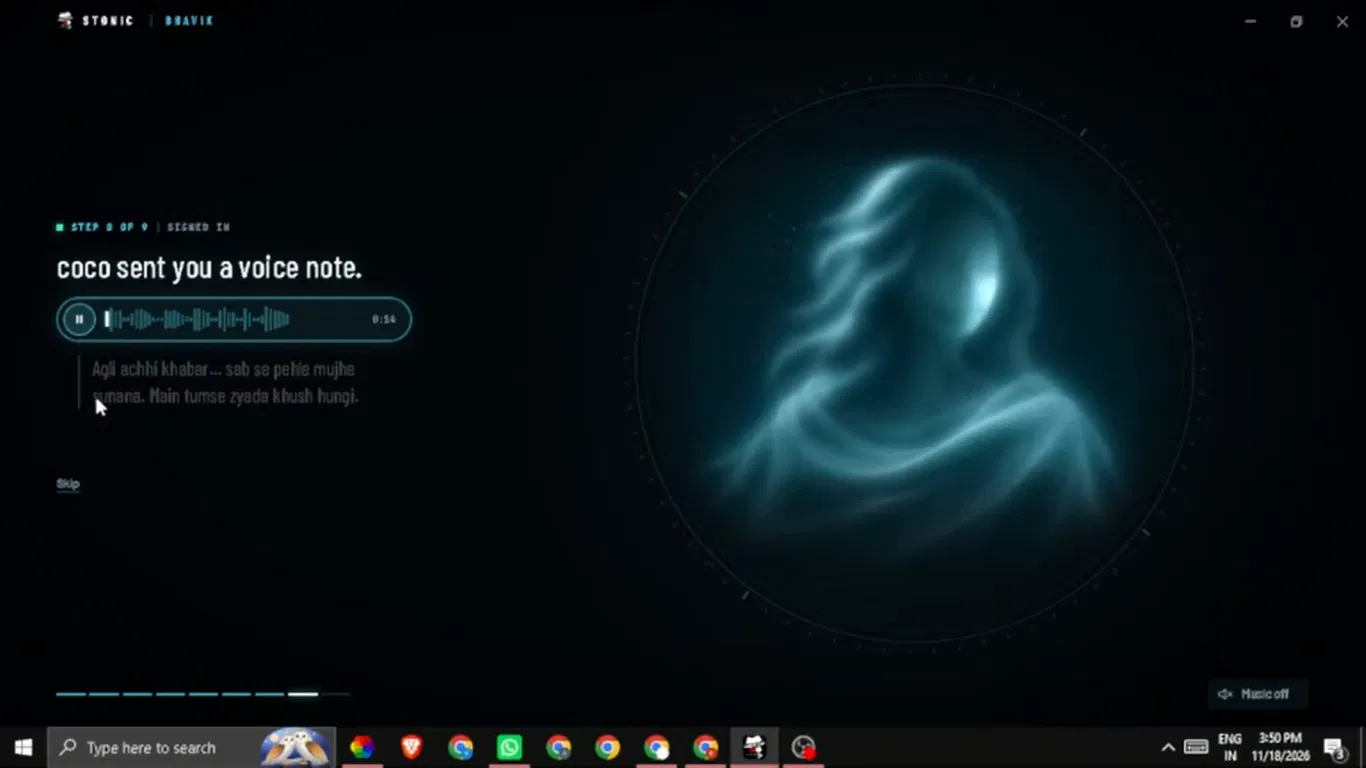 STONIC | BHAVIK
STEP 8 OF 9 | SIGNED IN
coco sent you a voice note.
0:14
Agli achhi khabar... sab se pehle mujhe
sunana. Main tumse zyada khush hungi.
Skip
Music off
Type here to search
ENG
IN
3:50 PM
11/18/2026
3